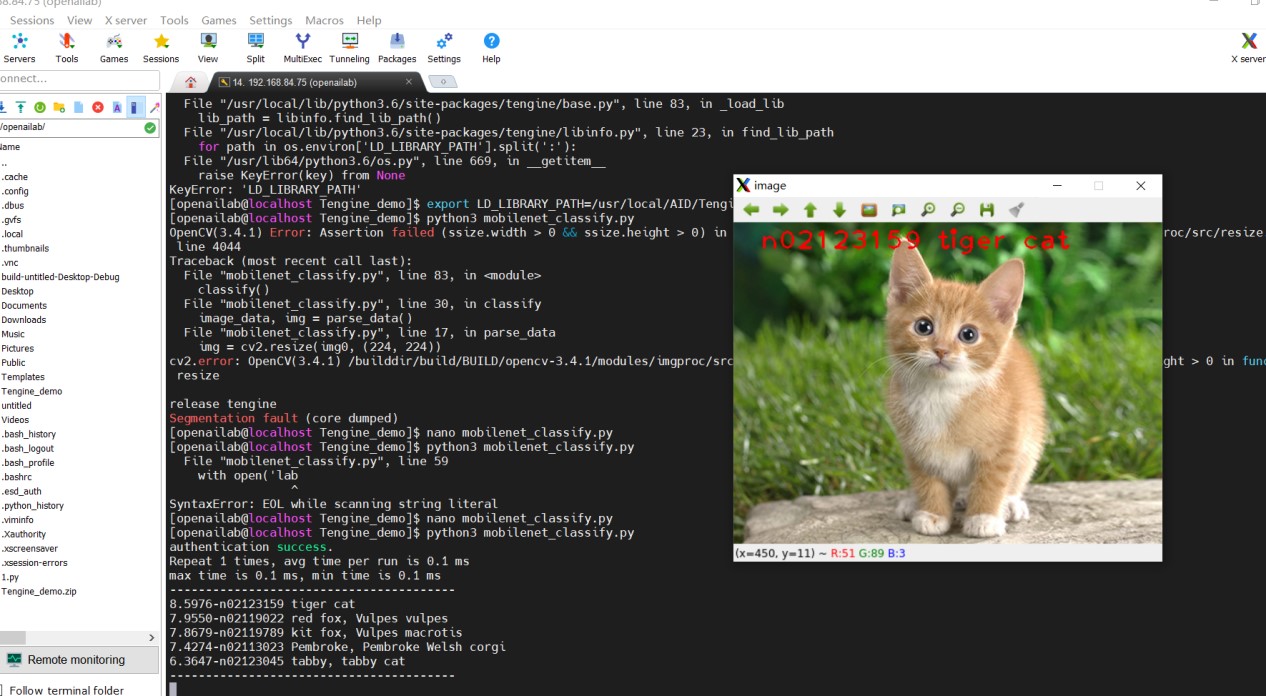 68.84.75 (openailab)
Sessions View X server Tools Games Settings Macros Help
Servers Tools Games Sessions View Split MultiExec Tunneling Packages Settings Help X server
onnect...
14. 192.168.84.75 (openailab)
/openailab/
Name
..
.cache
.config
.dbus
.gvfs
.local
.thumbnails
.vnc
build-untitled-Desktop-Debug
Desktop
Documents
Downloads
Music
Pictures
Public
Templates
Tengine_demo
untitled
Videos
.bash_history
.bash_logout
.bash_profile
.bashrc
.esd_auth
.python_history
.viminfo
.Xauthority
.xscreensaver
.xsession-errors
1.py
Tengine_demo.zip
Remote monitoring
Follow terminal folder
File "/usr/local/lib/python3.6/site-packages/tengine/base.py", line 83, in _load_lib
lib_path = libinfo.find_lib_path()
File "/usr/local/lib/python3.6/site-packages/tengine/libinfo.py", line 23, in find_lib_path
for path in os.environ['LD_LIBRARY_PATH'].split(':'):
File "/usr/lib64/python3.6/os.py", line 669, in __getitem__
raise KeyError(key) from None
KeyError: 'LD_LIBRARY_PATH'
[openailab@localhost Tengine_demo]$ export LD_LIBRARY_PATH=/usr/local/AID/Tengi
[openailab@localhost Tengine_demo]$ python3 mobilenet_classify.py
OpenCV(3.4.1) Error: Assertion failed (ssize.width > 0 && ssize.height > 0) in roc/src/resize
line 4044
Traceback (most recent call last):
File "mobilenet_classify.py", line 83, in <module>
classify()
File "mobilenet_classify.py", line 30, in classify
image_data, img = parse_data()
File "mobilenet_classify.py", line 17, in parse_data
img = cv2.resize(img0, (224, 224))
cv2.error: OpenCV(3.4.1) /builddir/build/BUILD/opencv-3.4.1/modules/imgproc/src ght > 0 in func
resize
release tengine
Segmentation fault (core dumped)
[openailab@localhost Tengine_demo]$ nano mobilenet_classify.py
[openailab@localhost Tengine_demo]$ python3 mobilenet_classify.py
File "mobilenet_classify.py", line 59
with open('lab
^
SyntaxError: EOL while scanning string literal
[openailab@localhost Tengine_demo]$ nano mobilenet_classify.py
[openailab@localhost Tengine_demo]$ python3 mobilenet_classify.py
authentication success.
Repeat 1 times, avg time per run is 0.1 ms
max time is 0.1 ms, min time is 0.1 ms
----------------------------------------
8.5976-n02123159 tiger cat
7.9550-n02119022 red fox, Vulpes vulpes
7.8679-n02119789 kit fox, Vulpes macrotis
7.4274-n02113023 Pembroke, Pembroke Welsh corgi
6.3647-n02123045 tabby, tabby cat
----------------------------------------
image
n02123159 tiger cat
(x=450, y=11) ~ R:51 G:89 B:3